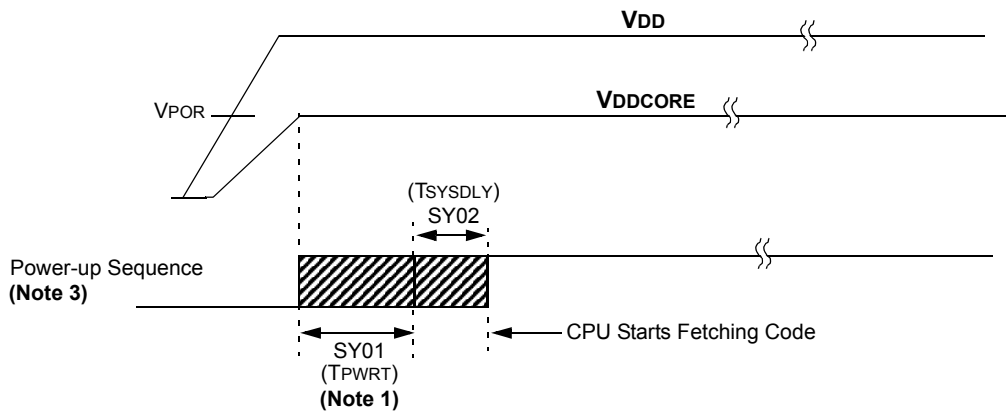 VDD
VPOR
VDDCORE
(TSYSDLY)
SY02
Power-up Sequence
(Note 3)
CPU Starts Fetching Code
SY01
(TPWRT)
(Note 1)